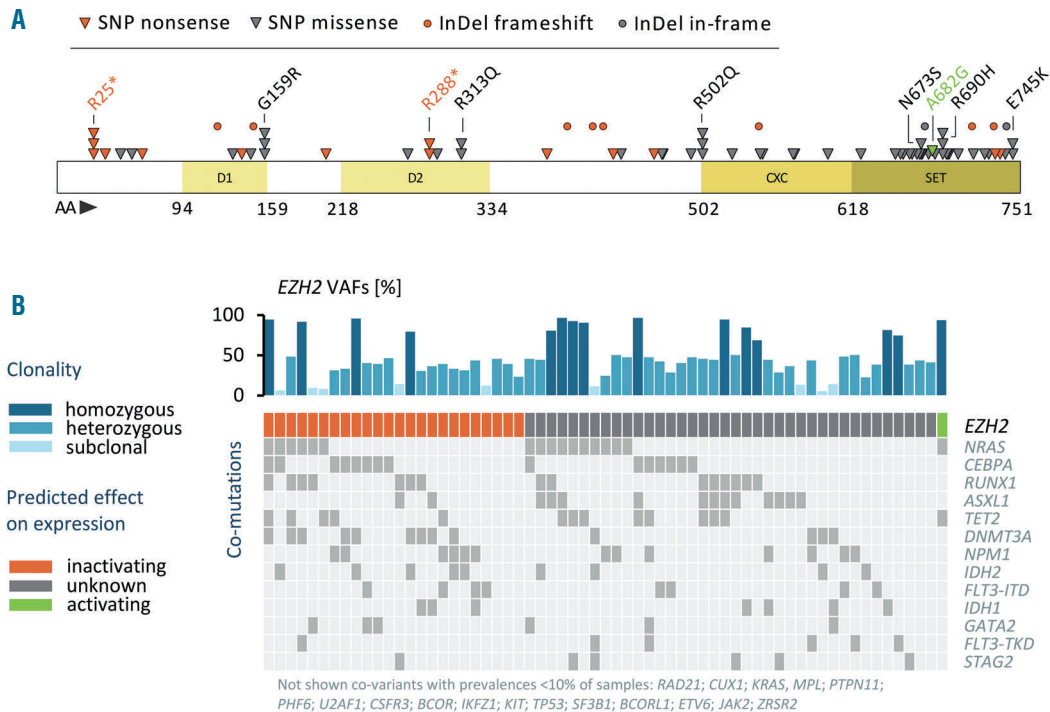 A
SNP nonsense SNP missense InDel frameshift InDel in-frame
R25* G159R R288* R313Q R502Q N673S A682G R690H E745K
D1 D2 CXC SET
AA 94 159 218 334 502 618 751
B
EZH2 VAFs [%]
100
50
0
Clonality
homozygous
heterozygous
subclonal
Predicted effect
on expression
inactivating
unknown
activating
Co-mutations
EZH2
NRAS
CEBPA
RUNX1
ASXL1
TET2
DNMT3A
NPM1
IDH2
FLT3-ITD
IDH1
GATA2
FLT3-TKD
STAG2
Not shown co-variants with prevalences <10% of samples: RAD21; CUX1; KRAS, MPL; PTPN11;
PHF6; U2AF1; CSFR3; BCOR; IKFZ1; KIT; TP53; SF3B1; BCORL1; ETV6; JAK2; ZRSR2